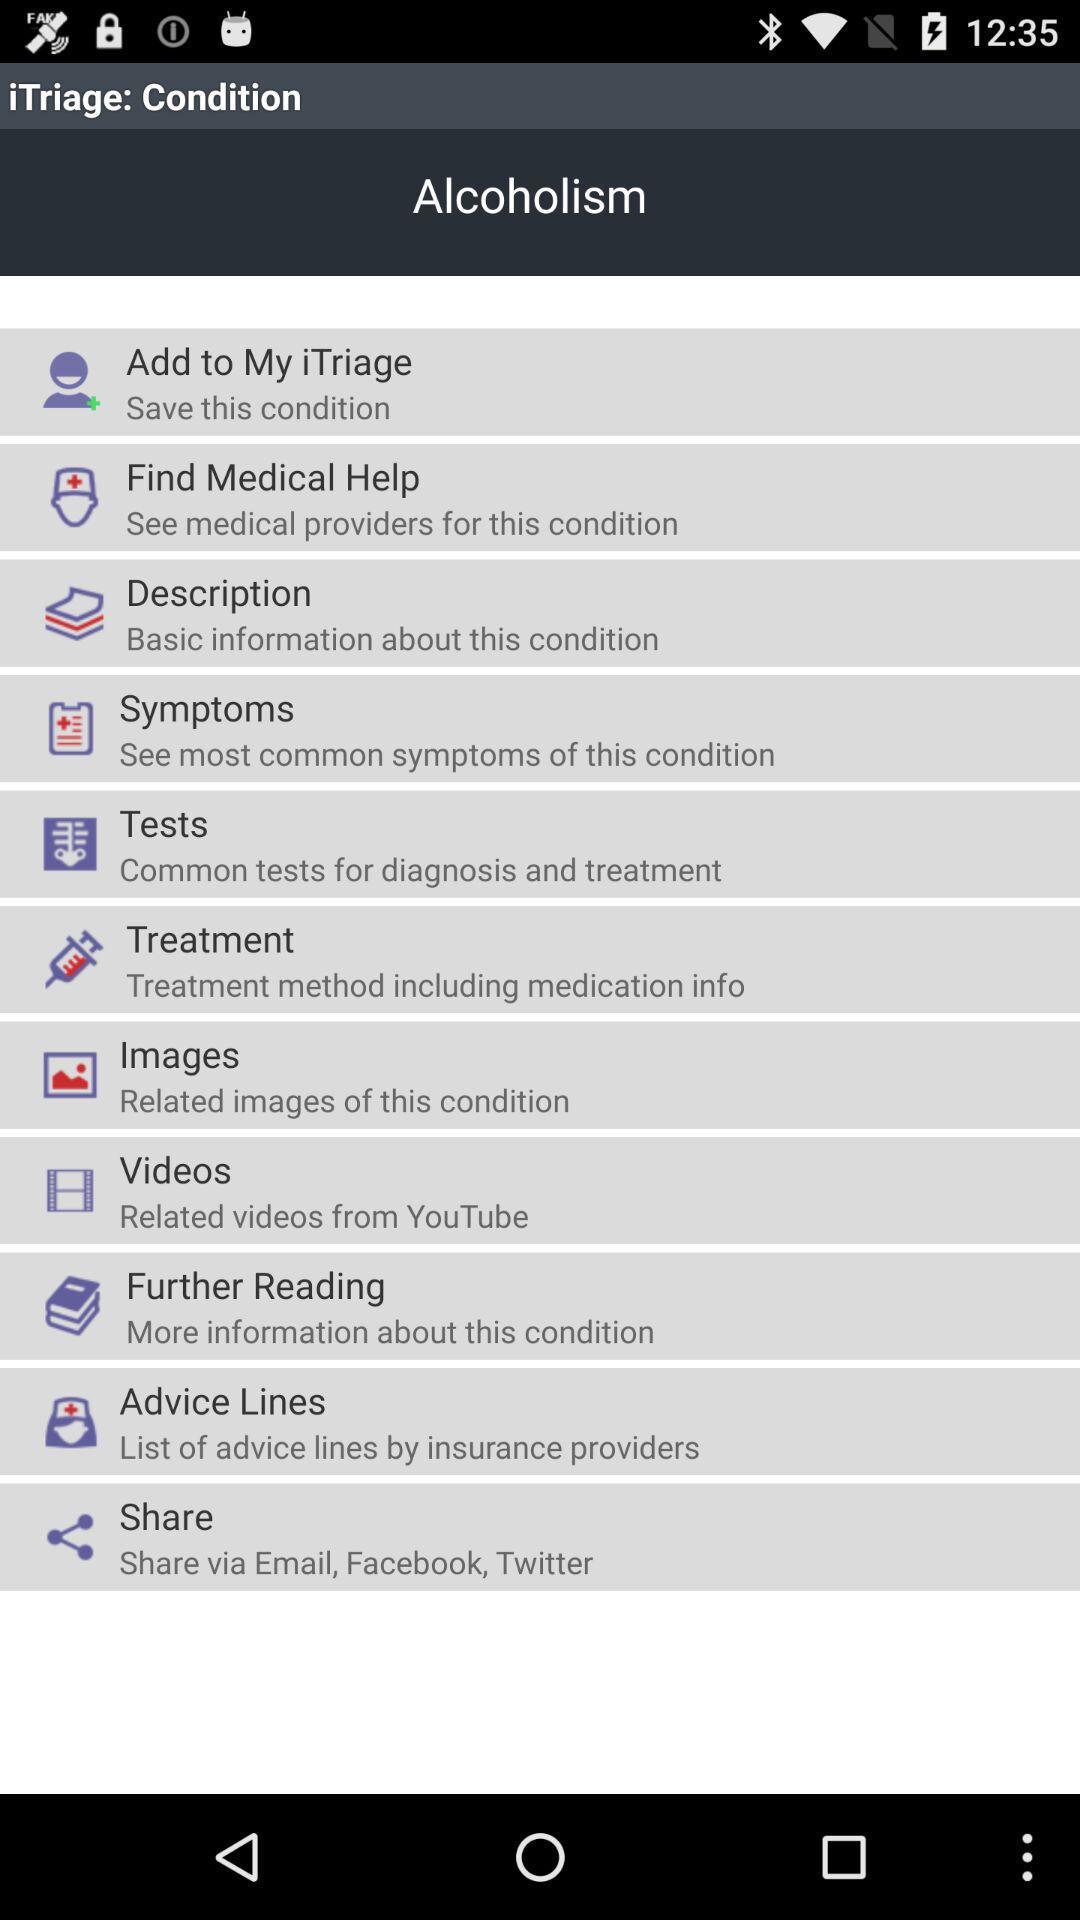 FAKE
12:35
iTriage: Condition
Alcoholism
Add to My iTriage
Save this condition
Find Medical Help
See medical providers for this condition
Description
Basic information about this condition
Symptoms
See most common symptoms of this condition
Tests
Common tests for diagnosis and treatment
Treatment
Treatment method including medication info
Images
Related images of this condition
Videos
Related videos from YouTube
Further Reading
More information about this condition
Advice Lines
List of advice lines by insurance providers
Share
Share via Email, Facebook, Twitter